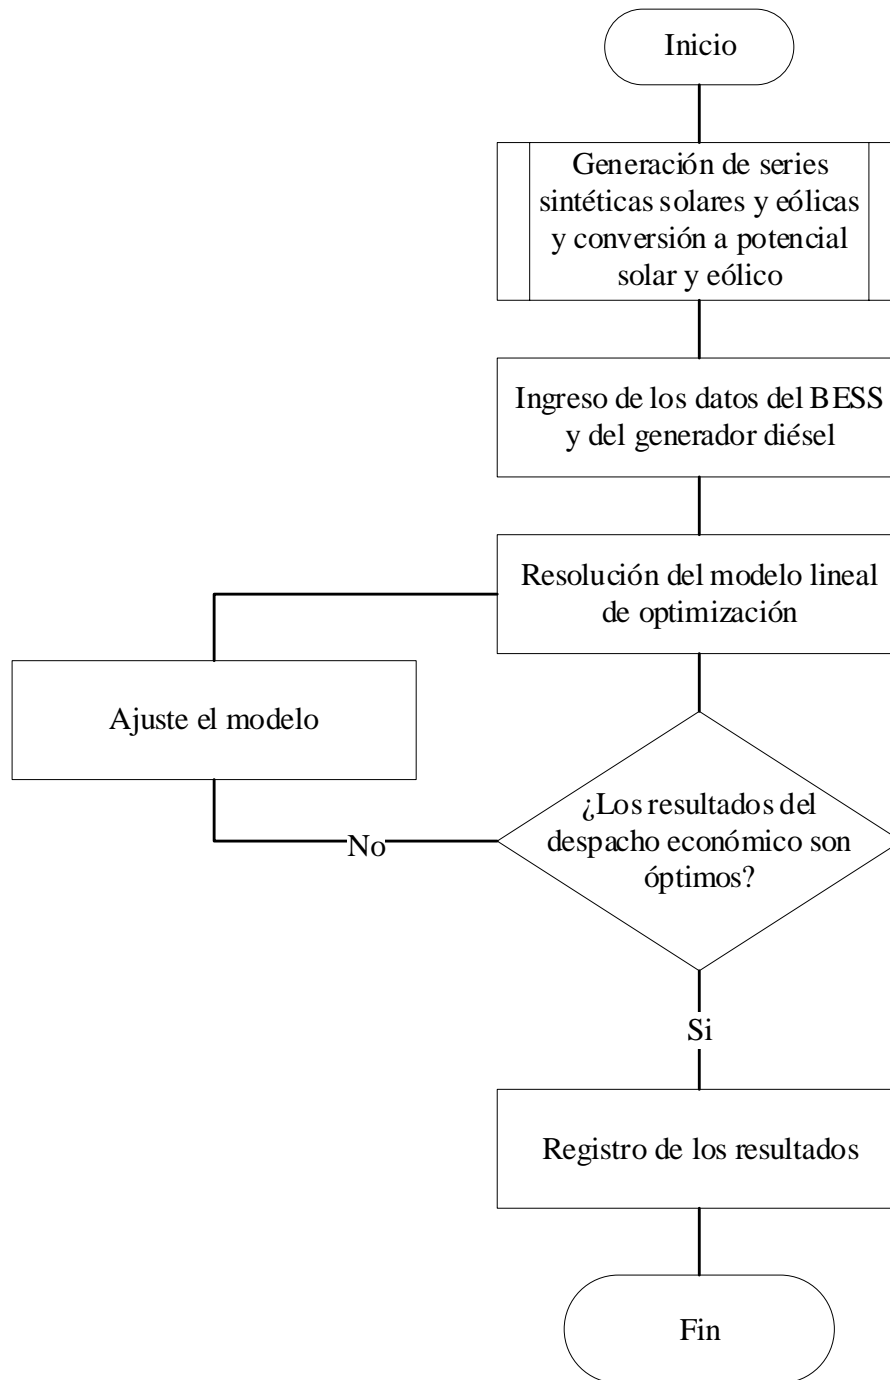 Inicio
Generación de series
sintéticas solares y eólicas
y conversión a potencial
solar y eólico
Ingreso de los datos del BESS
y del generador diésel
Resolución del modelo lineal
de optimización
Ajuste el modelo
¿Los resultados del
despacho económico son
óptimos?
No
Si
Registro de los resultados
Fin